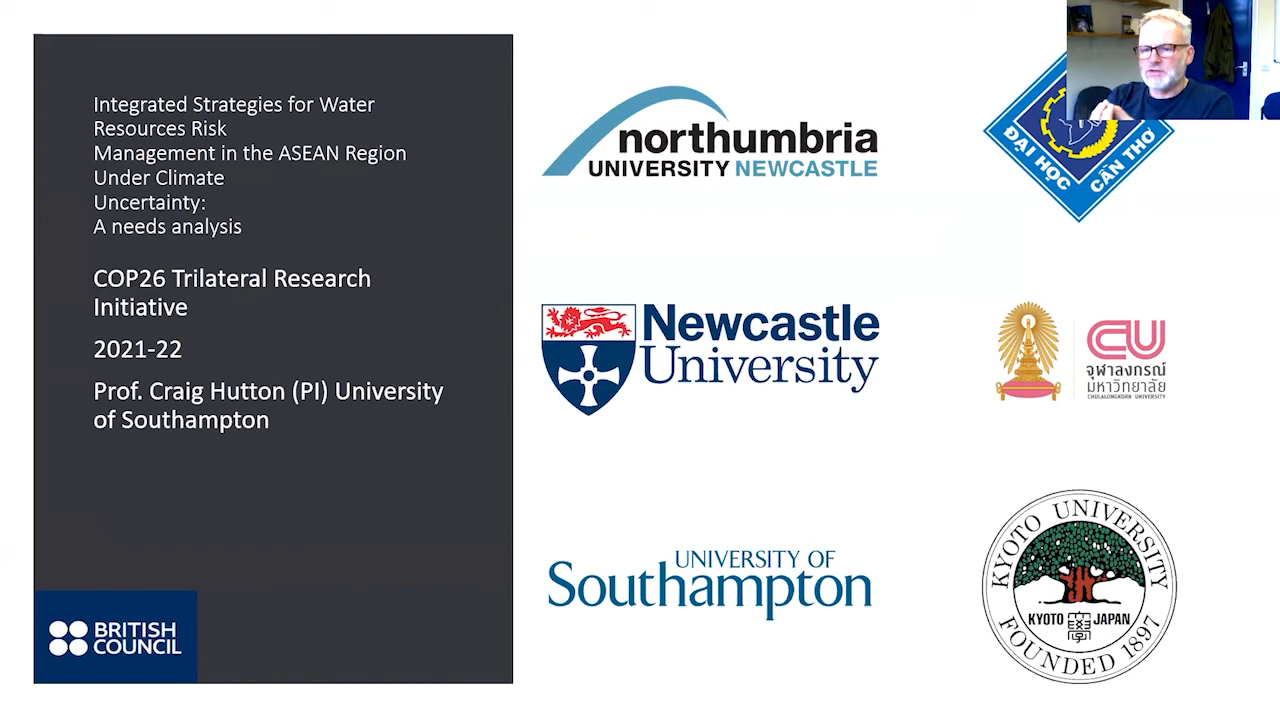 Integrated Strategies for Water
Resources Risk
Management in the ASEAN Region
Under Climate
Uncertainty:
A needs analysis
COP26 Trilateral Research
Initiative
2021-22
Prof. Craig Hutton (PI) University
of Southampton
BRITISH
COUNCIL
northumbria
UNIVERSITY NEWCASTLE
ĐẠI HỌC
CẦN THƠ
Newcastle
University
CU
จุฬาลงกรณ์
มหาวิทยาลัย
CHULALONGKORN UNIVERSITY
UNIVERSITY OF
Southampton
KYOTO UNIVERSITY
KYOTO JAPAN
FOUNDED 1897